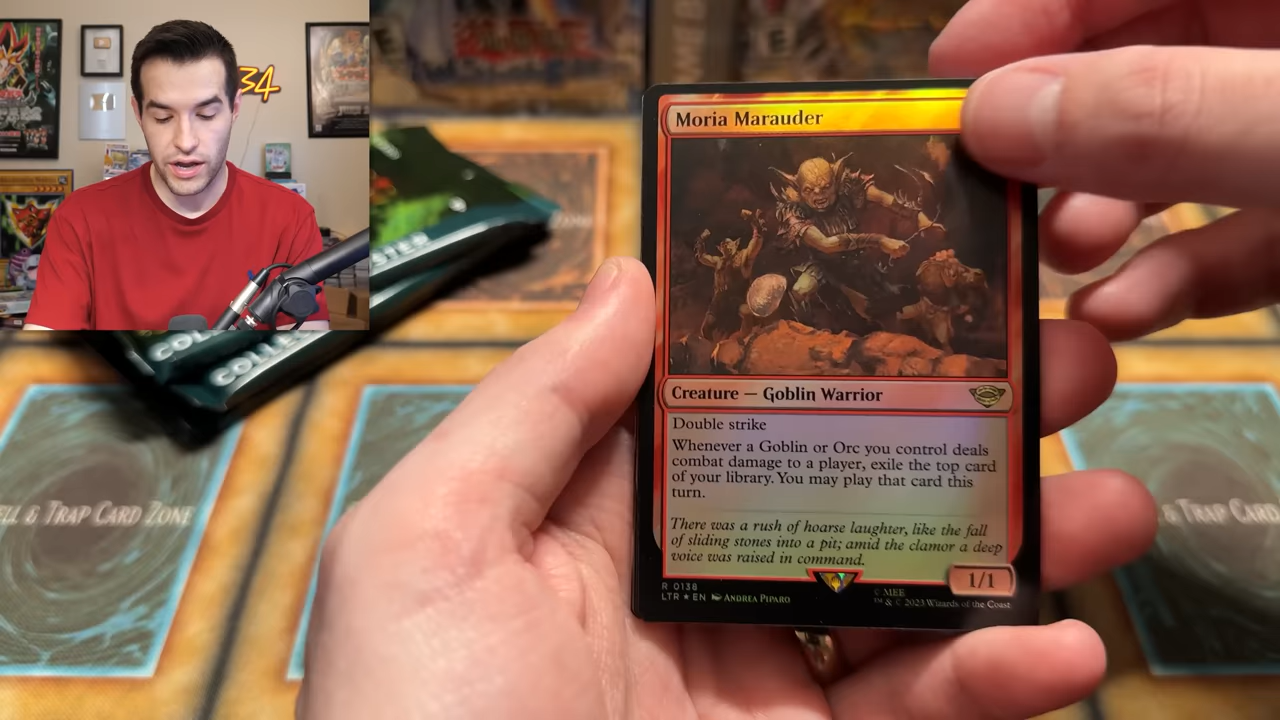 34
Moria Marauder
Creature — Goblin Warrior
Double strike
Whenever a Goblin or Orc you control deals
combat damage to a player, exile the top card
of your library. You may play that card this
turn.
There was a rush of hoarse laughter, like the fall
of sliding stones into a pit; amid the clamor a deep
voice was raised in command.
1/1
R 0138
LTR ★ EN ANDREA PIPARO
© MEE
™ & © 2023 Wizards of the Coast
COL
COLLE
& TRAP CARD ZONE
& TRAP CARD